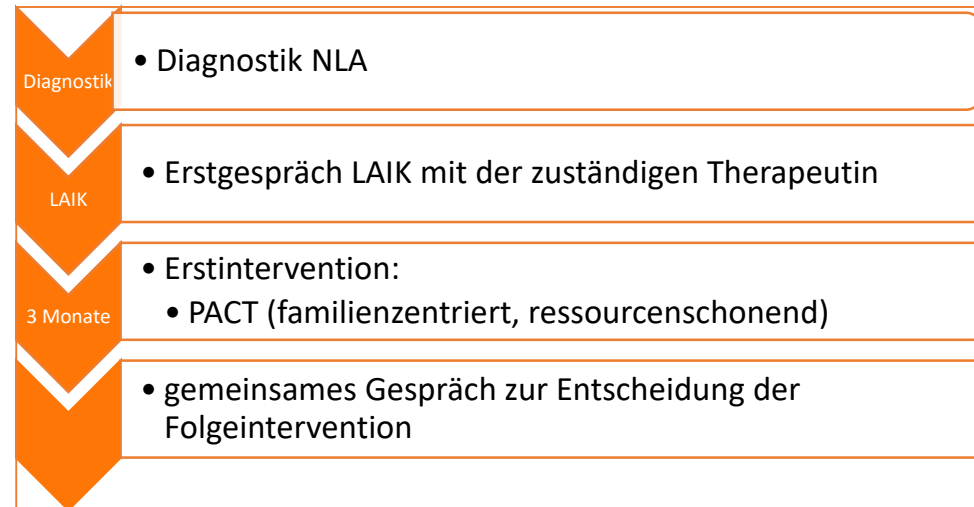 Diagnostik
• Diagnostik NLA
LAIK
• Erstgespräch LAIK mit der zuständigen Therapeutin
3 Monate
• Erstintervention:
• PACT (familienzentriert, ressourcenschonend)
• gemeinsames Gespräch zur Entscheidung der
Folgeintervention